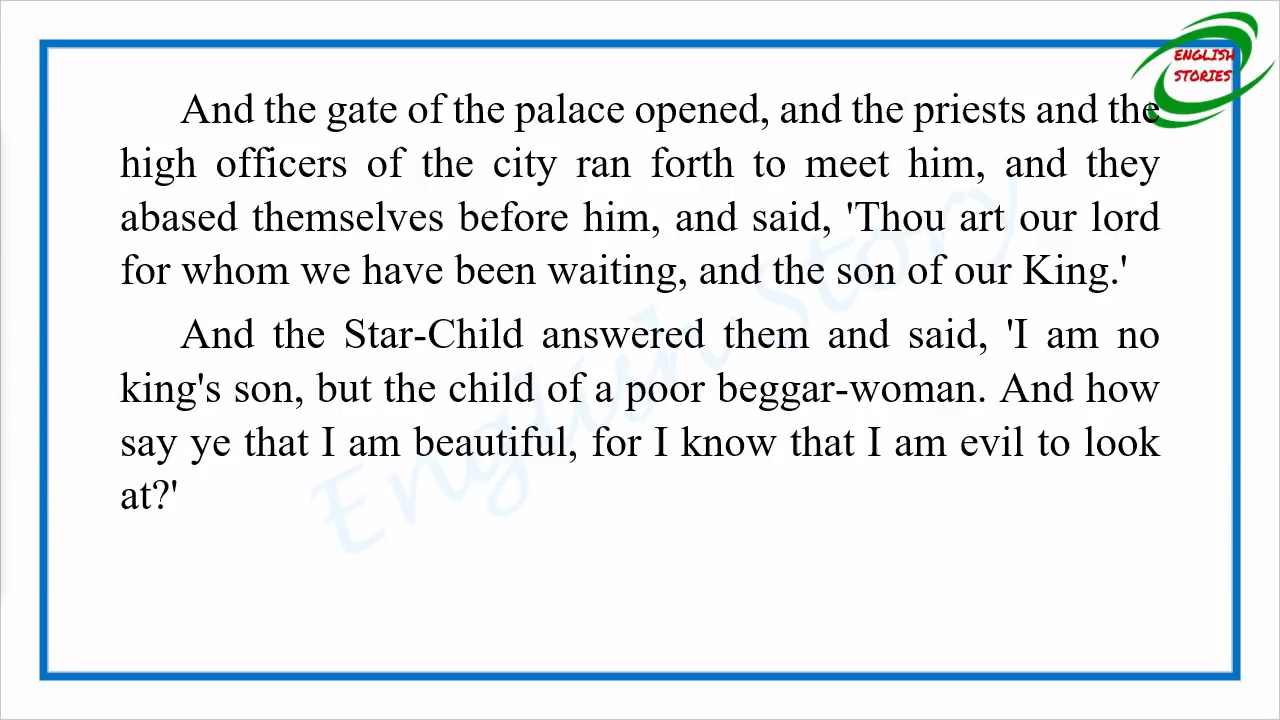 ENGLISH
STORIES
And the gate of the palace opened, and the priests and the
high officers of the city ran forth to meet him, and they
abased themselves before him, and said, 'Thou art our lord
for whom we have been waiting, and the son of our King.'
And the Star-Child answered them and said, 'I am no
king's son, but the child of a poor beggar-woman. And how
say ye that I am beautiful, for I know that I am evil to look
at?'
English Story